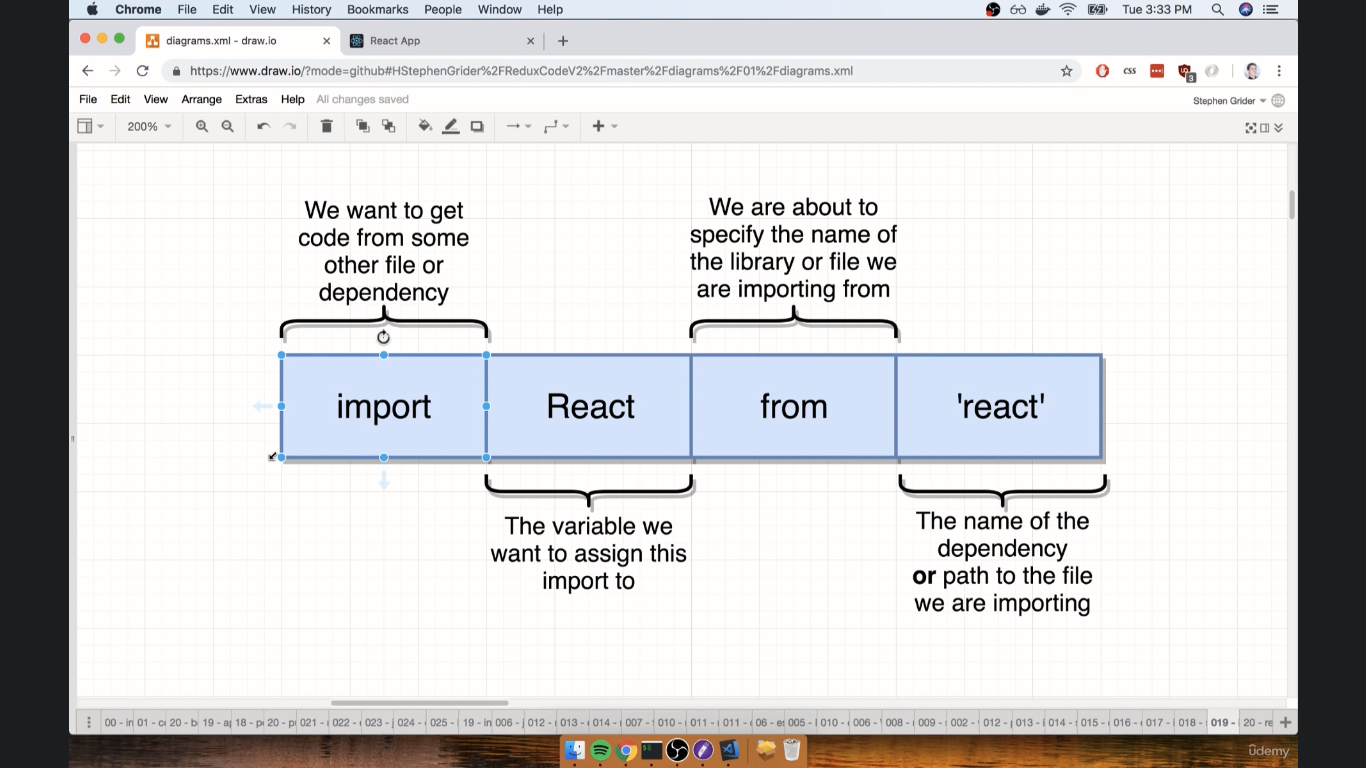 Chrome File Edit View History Bookmarks People Window Help Tue 3:33 PM
diagrams.xml - draw.io React App
https://www.draw.io/?mode=github#HStephenGrider%2FReduxCodeV2%2Fmaster%2Fdiagrams%2F01%2Fdiagrams.xml css 3
File Edit View Arrange Extras Help All changes saved Stephen Grider
200%
We want to get
code from some
other file or
dependency
We are about to
specify the name of
the library or file we
are importing from
import React from 'react'
The variable we
want to assign this
import to
The name of the
dependency
or path to the file
we are importing
00 - in 01 - c 20 - b 19 - a 18 - p 20 - p 021 - 022 - 023 - 024 - 025 - 19 - in 006 - 012 - 013 - 014 - 007 - 010 - 011 - 011 - 06 - e 005 - 010 - 006 - 008 - 009 - 002 - 012 - 013 - 014 - 015 - 016 - 017 - 018 - 019 - 20 - re
ûdemy